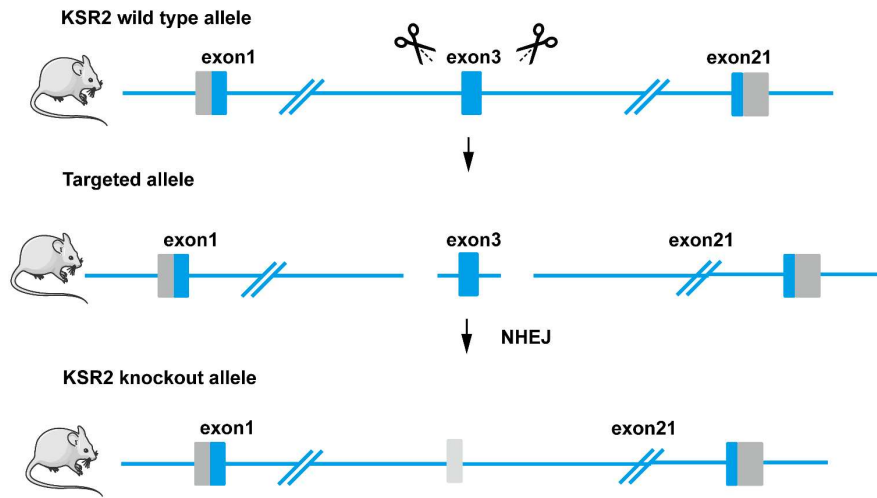 KSR2 wild type allele
exon1 exon3 exon21
Targeted allele
exon1 exon3 exon21
NHEJ
KSR2 knockout allele
exon1 exon21